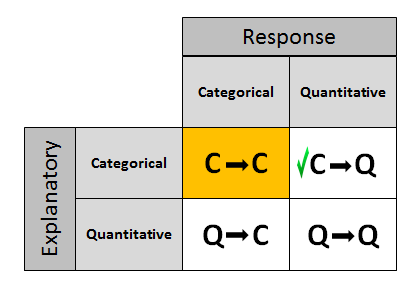 Response
Categorical Quantitative
Explanatory
Categorical C→C √C→Q
Quantitative Q→C Q→Q